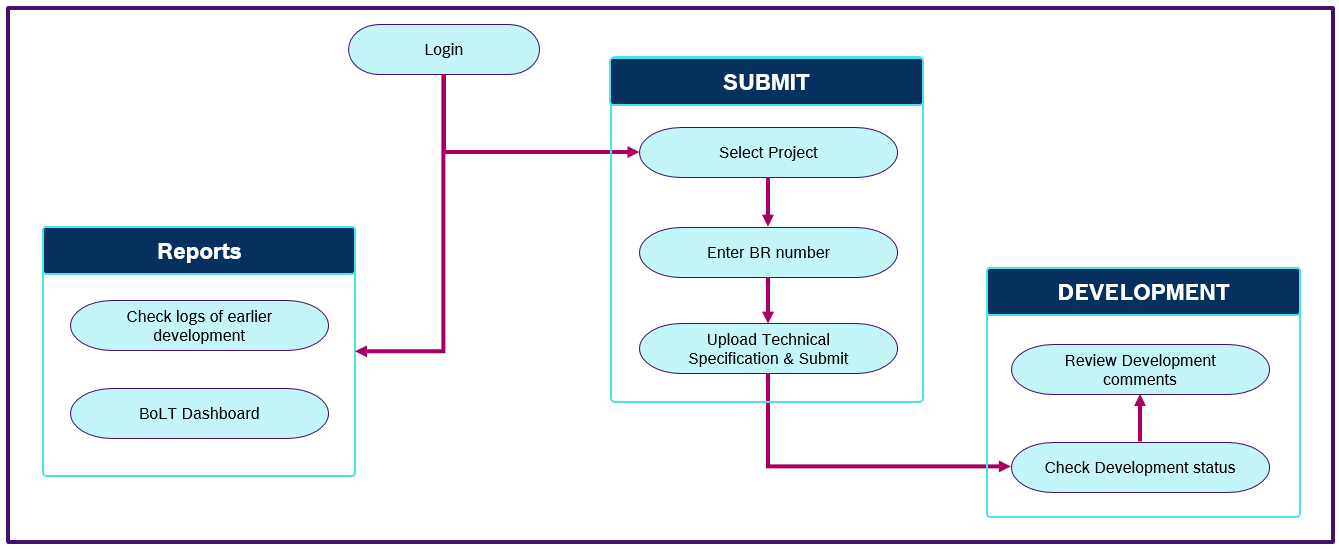 Login
SUBMIT
Select Project
Enter BR number
Upload Technical
Specification & Submit
Reports
Check logs of earlier
development
BoLT Dashboard
DEVELOPMENT
Review Development
comments
Check Development status